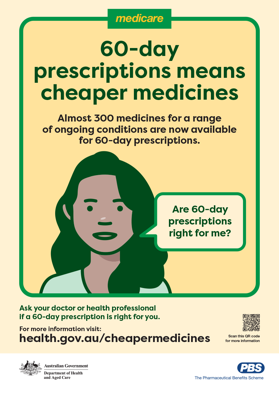 medicare
60-day
prescriptions means
cheaper medicines
Almost 300 medicines for a range
of ongoing conditions are now available
for 60-day prescriptions.
Are 60-day
prescriptions
right for me?
Ask your doctor or health professional
if a 60-day prescription is right for you.
For more information visit:
health.gov.au/cheapermedicines
Scan this QR code
for more information
Australian Government
Department of Health
and Aged Care
PBS
The Pharmaceutical Benefits Scheme